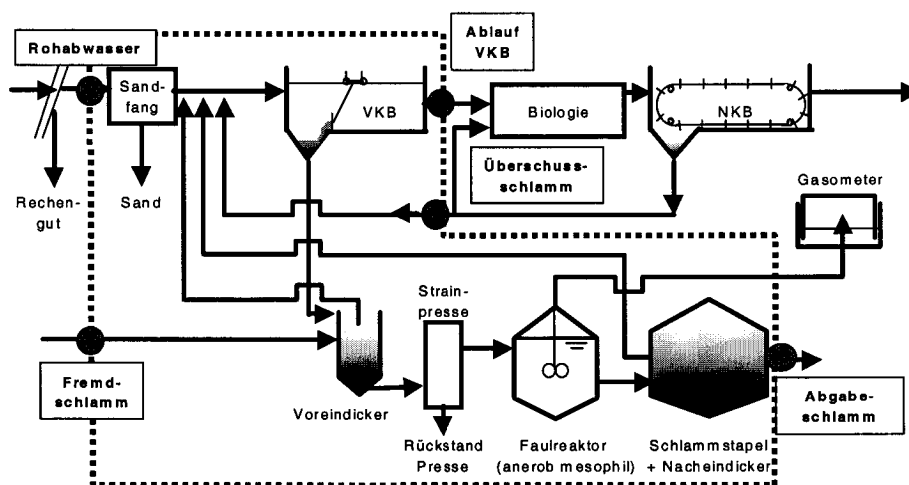 Rohabwasser
Ablauf
VKB
Sand-
fang
VKB
Biologie
NKB
Überschuss-
schlamm
Gasometer
Rechen-
gut
Sand
Strain-
presse
Fremd-
schlamm
Voreindicker
Abgabe-
schlamm
Rückstand
Presse
Faulreaktor
(anerob mesophil)
Schlammstapel
+ Nacheindicker